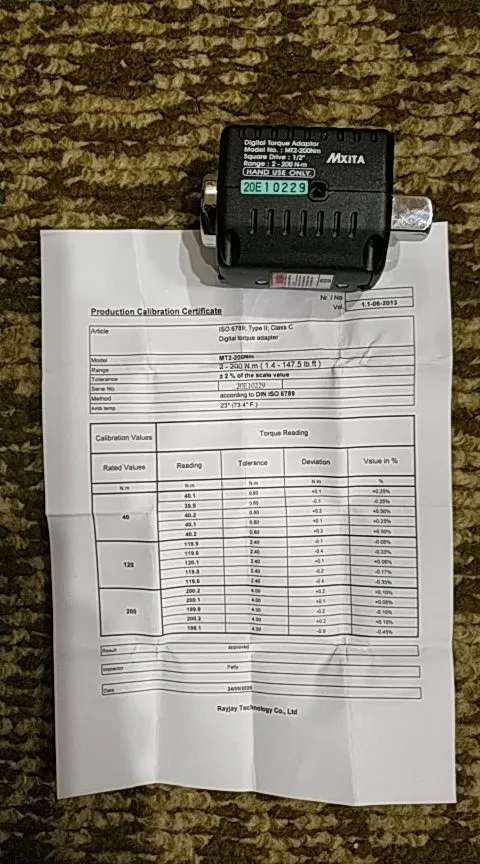 Digital Torque Adaptor
Model No. : MT2-200Nm
Square Drive : 1/2"
Range : 2 - 200 N-m
HAND USE ONLY.
MXITA
20E10229
Nr. / No
Vol. 1.1-06-2013
Production Calibration Certificate
Article ISO 6789, Type II, Class C
Digital torque adapter
Model MT2-200Nm
Range 2 - 200 N.m ( 1.4 - 147.5 lb.ft )
Tolerance ± 2 % of the scale value
Serie No 20E10229
Method according to DIN ISO 6789
Amb.temp. 23° (73.4° F.)
Calibration Values Torque Reading
Rated Values Reading Tolerance Deviation Value in %
N.m N.m N.m N.m %
40
40.1 0.80 +0.1 +0.25%
39.9 0.80 -0.1 -0.25%
40.2 0.80 +0.2 +0.50%
40.1 0.80 +0.1 +0.25%
40.2 0.80 +0.2 +0.50%
120
119.9 2.40 -0.1 -0.08%
119.6 2.40 -0.4 -0.33%
120.1 2.40 +0.1 +0.08%
119.8 2.40 -0.2 -0.17%
119.6 2.40 -0.4 -0.33%
200
200.2 4.00 +0.2 +0.10%
200.1 4.00 +0.1 +0.05%
199.8 4.00 -0.2 -0.10%
200.2 4.00 +0.2 +0.10%
199.1 4.00 -0.9 -0.45%
Result approved
Inspector Patty
Date 24/09/2020
Rayjay Technology Co., Ltd